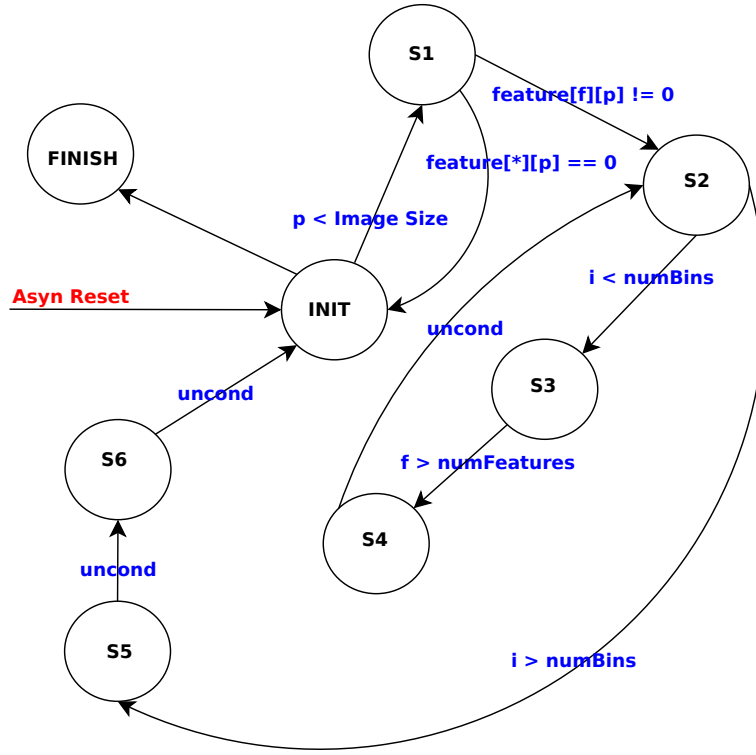 S1
feature[f][p] != 0
FINISH
feature[*][p] == 0
S2
p < Image Size
i < numBins
Asyn Reset
INIT
uncond
S3
uncond
S6
f > numFeatures
S4
uncond
S5
i > numBins